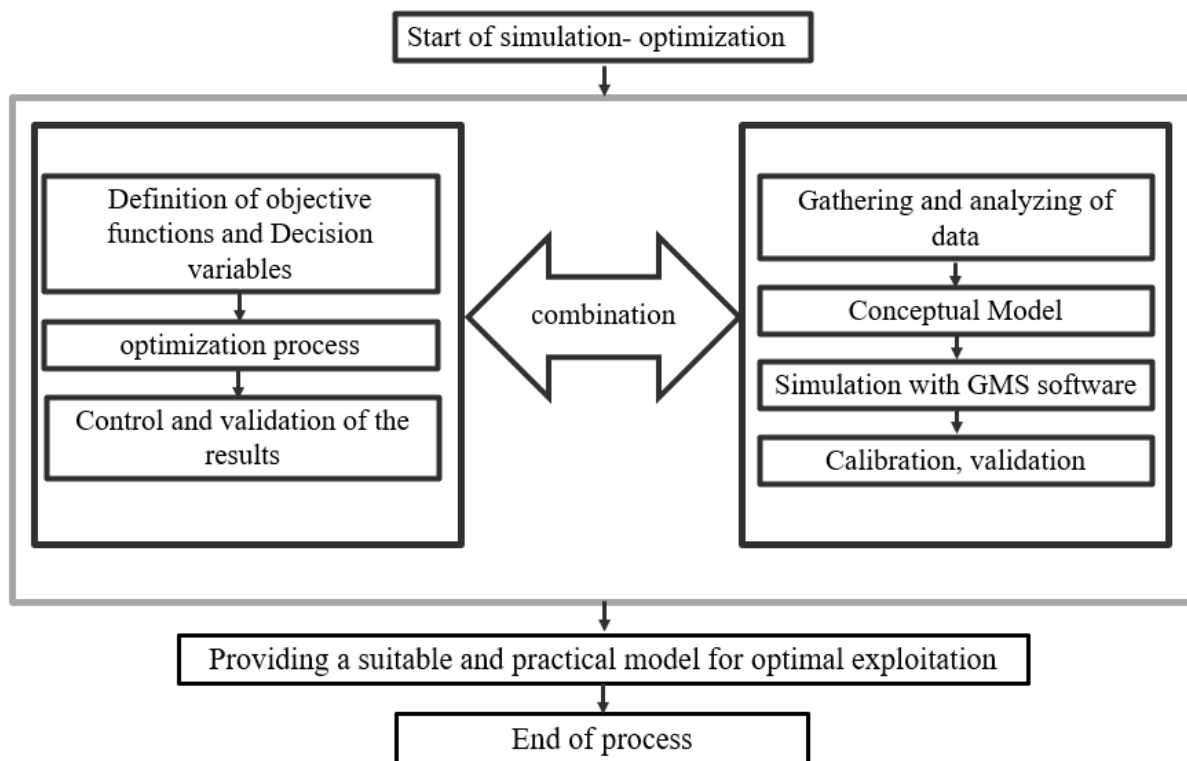 Start of simulation- optimization
Definition of objective
functions and Decision
variables
optimization process
Control and validation of the
results
combination
Gathering and analyzing of
data
Conceptual Model
Simulation with GMS software
Calibration, validation
Providing a suitable and practical model for optimal exploitation
End of process